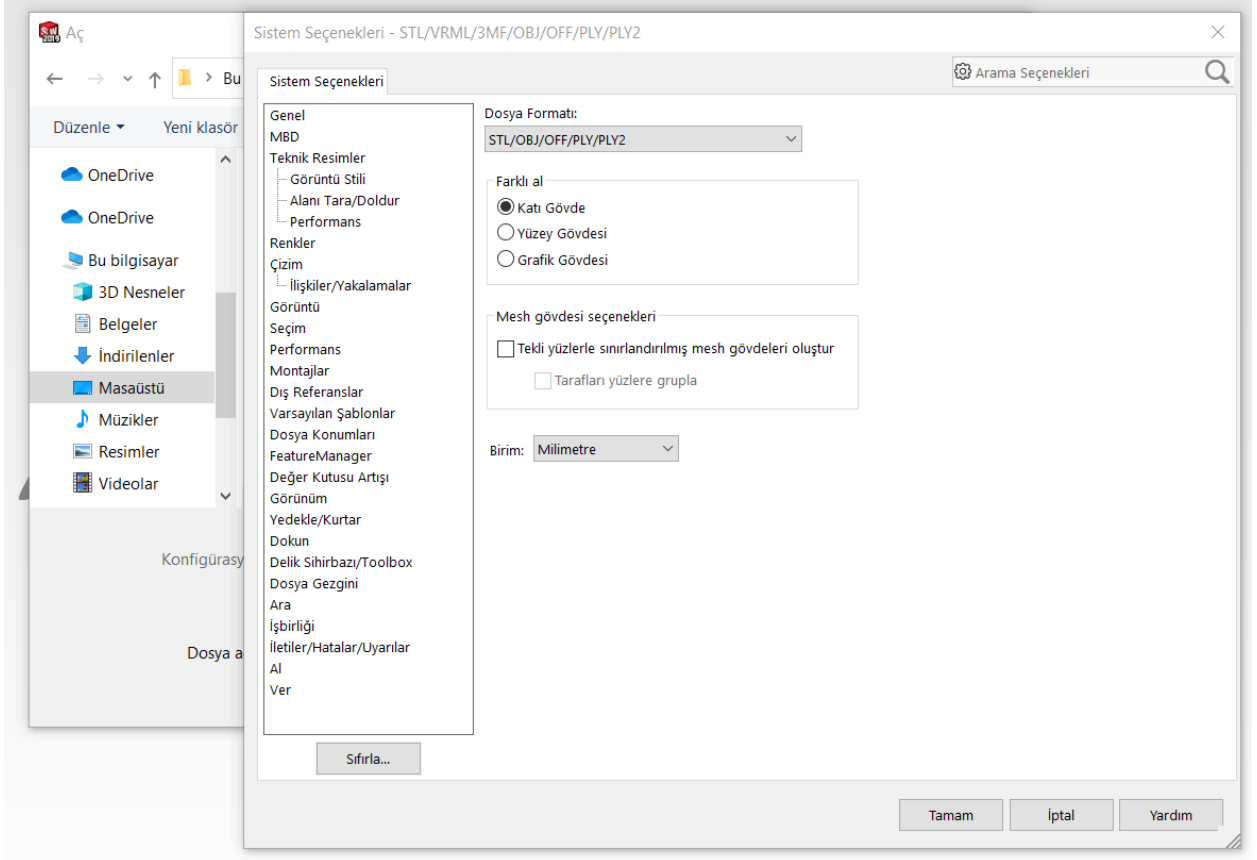 SW
2019
Aç
Bu
Düzenle
Yeni klasör
OneDrive
OneDrive
Bu bilgisayar
3D Nesneler
Belgeler
İndirilenler
Masaüstü
Müzikler
Resimler
Videolar
Konfigürasy
Dosya a
Sistem Seçenekleri - STL/VRML/3MF/OBJ/OFF/PLY/PLY2
Arama Seçenekleri
Sistem Seçenekleri
Genel
MBD
Teknik Resimler
Görüntü Stili
Alanı Tara/Doldur
Performans
Renkler
Çizim
İlişkiler/Yakalamalar
Görüntü
Seçim
Performans
Montajlar
Dış Referanslar
Varsayılan Şablonlar
Dosya Konumları
FeatureManager
Değer Kutusu Artışı
Görünüm
Yedekle/Kurtar
Dokun
Delik Sihirbazı/Toolbox
Dosya Gezgini
Ara
İşbirliği
İletiler/Hatalar/Uyarılar
Al
Ver
Sıfırla...
Dosya Formatı:
STL/OBJ/OFF/PLY/PLY2
Farklı al
Katı Gövde
Yüzey Gövdesi
Grafik Gövdesi
Mesh gövdesi seçenekleri
Tekli yüzlerle sınırlandırılmış mesh gövdeleri oluştur
Tarafları yüzlere grupla
Birim: Milimetre
Tamam
İptal
Yardım